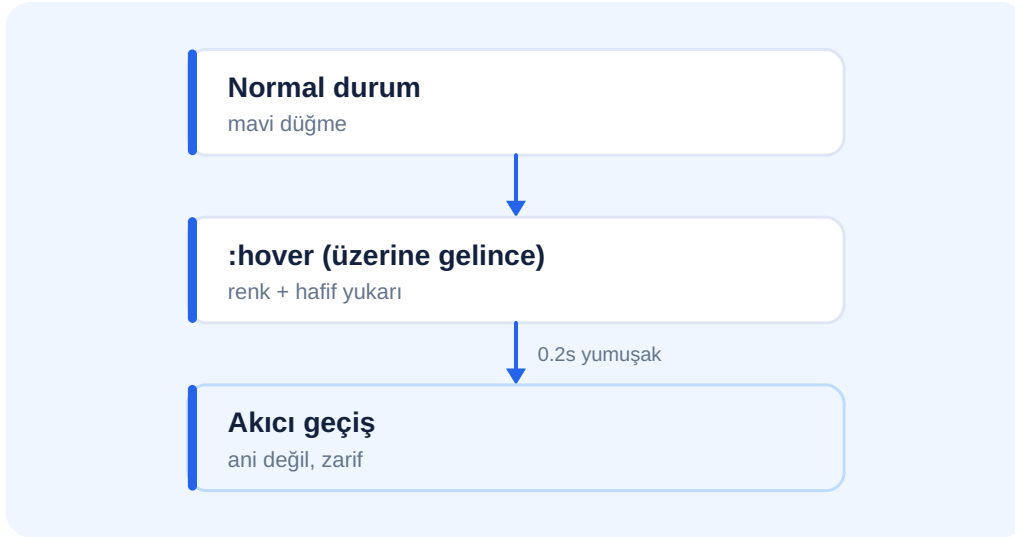 Normal durum
mavi düğme
:hover (üzerine gelince)
renk + hafif yukarı
0.2s yumuşak
Akıcı geçiş
ani değil, zarif